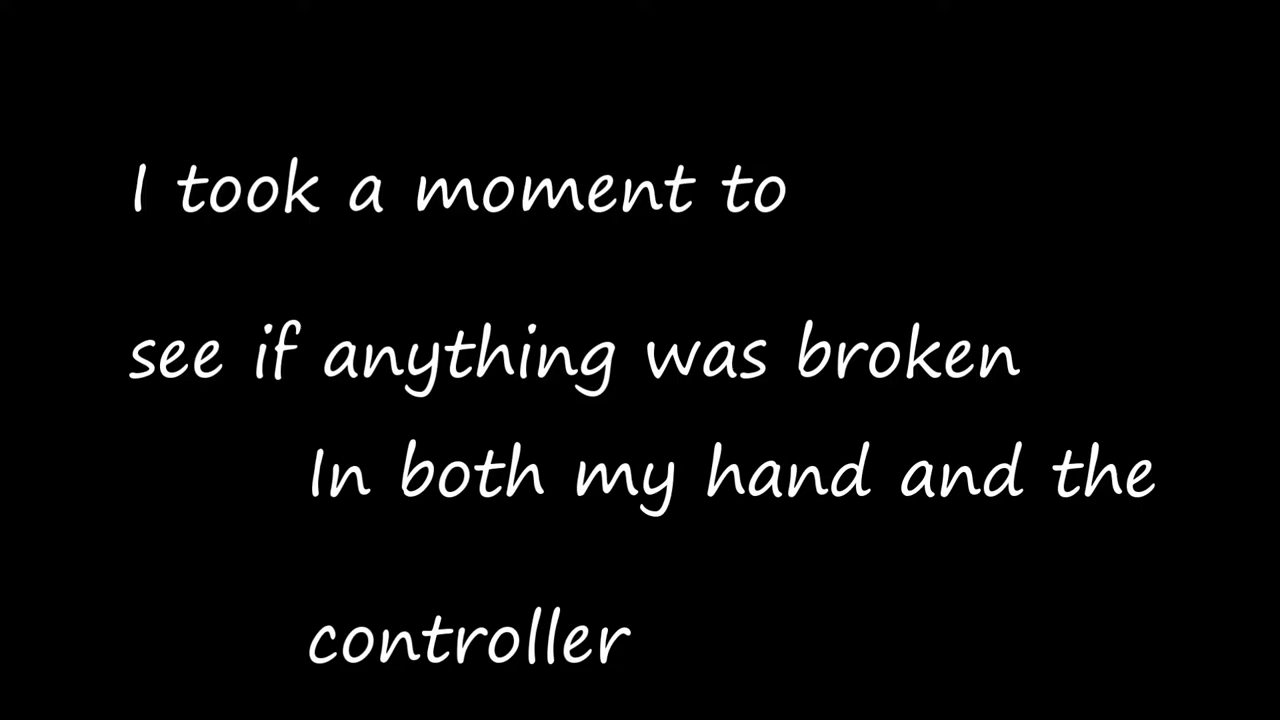 I took a moment to
see if anything was broken
In both my hand and the
controller